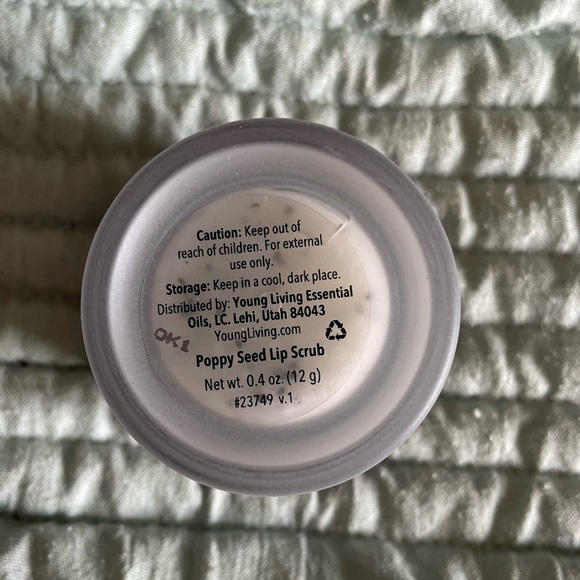 Caution: Keep out of
reach of children. For external
use only.
Storage: Keep in a cool, dark place.
Distributed by: Young Living Essential
Oils, LC. Lehi, Utah 84043
YoungLiving.com
OK1
Poppy Seed Lip Scrub
Net wt. 0.4 oz. (12 g)
#23749 v.1